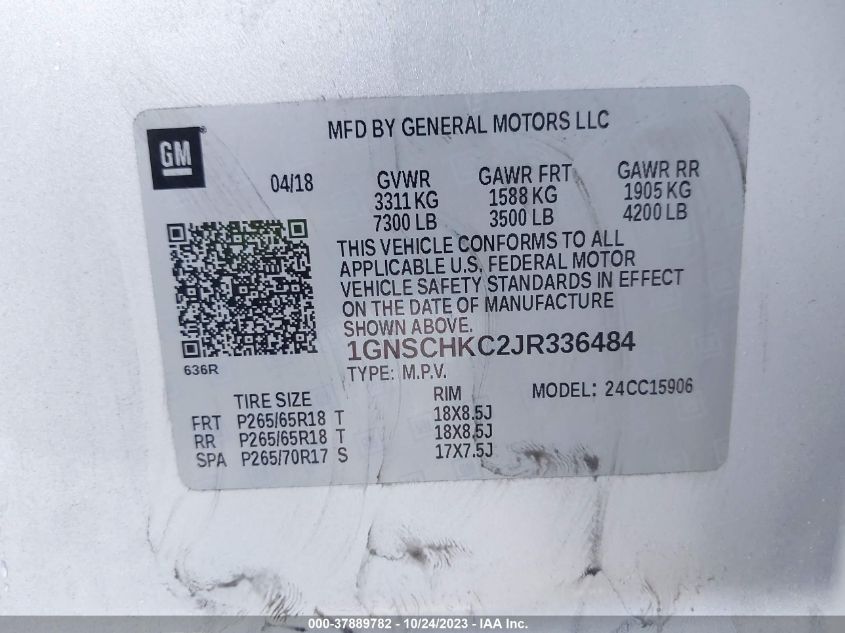 MFD BY GENERAL MOTORS LLC
GM
04/18
GVWR GAWR FRT GAWR RR
3311 KG 1588 KG 1905 KG
7300 LB 3500 LB 4200 LB
THIS VEHICLE CONFORMS TO ALL
APPLICABLE U.S. FEDERAL MOTOR
VEHICLE SAFETY STANDARDS IN EFFECT
ON THE DATE OF MANUFACTURE
SHOWN ABOVE.
1GNSCHKC2JR336484
636R
TYPE: M.P.V.
TIRE SIZE RIM MODEL: 24CC15906
FRT P265/65R18 T 18X8.5J
RR P265/65R18 T 18X8.5J
SPA P265/70R17 S 17X7.5J
000-37889782 - 10/24/2023 - IAA Inc.